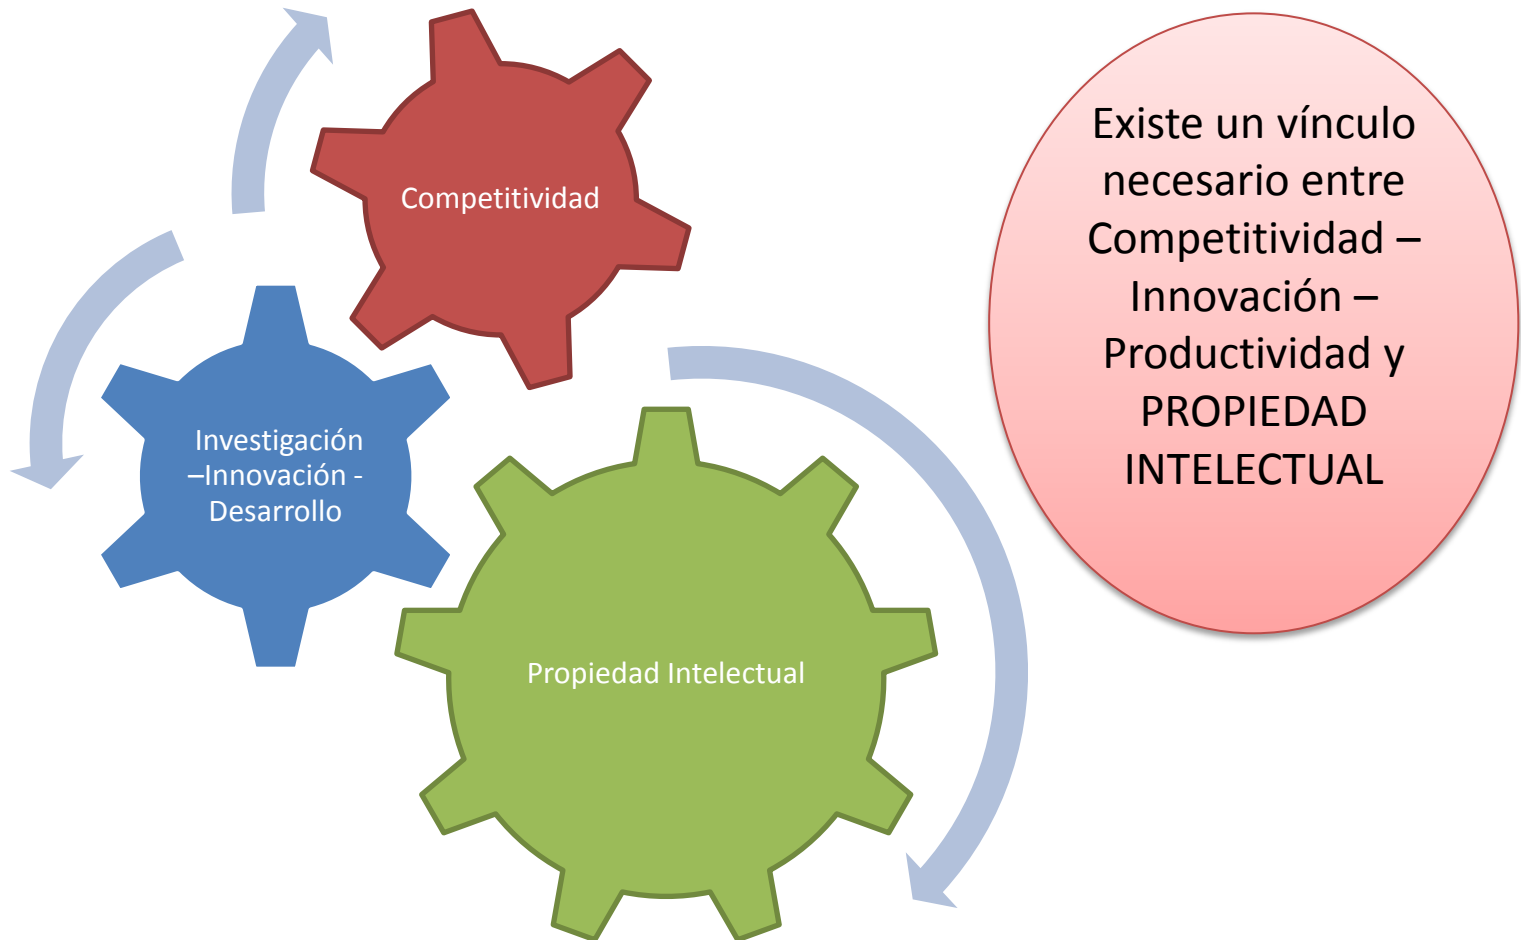 Competitividad
Investigación
–Innovación -
Desarrollo
Propiedad Intelectual
Existe un vínculo
necesario entre
Competitividad –
Innovación –
Productividad y
PROPIEDAD
INTELECTUAL